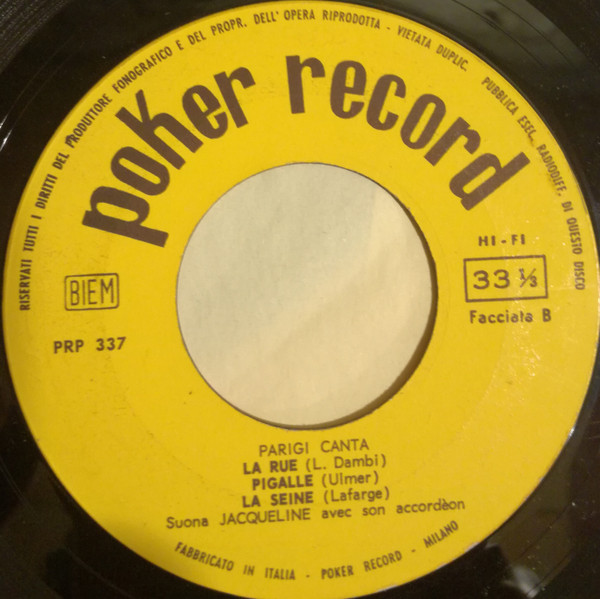 RISERVATI TUTTI I DIRITTI DEL PRODUTTORE FONOGRAFICO E DEL PROPR. DELL' OPERA RIPRODOTTA - VIETATA DUPLIC. PUBBLICA ESEC. RADIODIFF. DI QUESTO DISCO
poker record
HI-FI
BIEM
33 ⅓
Facciata B
PRP 337
PARIGI CANTA
LA RUE (L. Dambi)
PIGALLE (Ulmer)
LA SEINE (Lafarge)
Suona JACQUELINE avec son accordèon
FABBRICATO IN ITALIA - POKER RECORD - MILANO